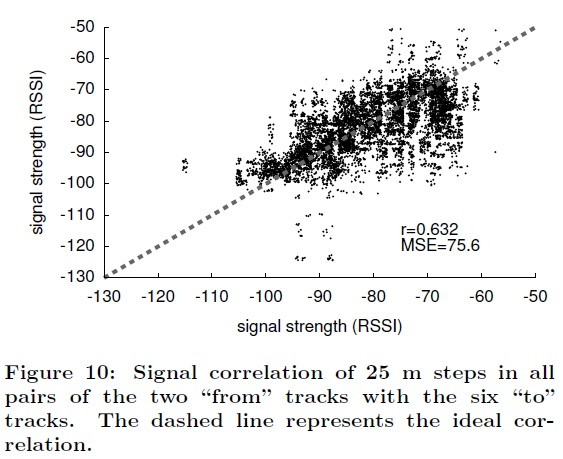 -50
-60
-70
-80
-90
-100
-110
-120
-130
signal strength (RSSI)
r=0.632
MSE=75.6
-130 -120 -110 -100 -90 -80 -70 -60 -50
signal strength (RSSI)
Figure 10: Signal correlation of 25 m steps in all
pairs of the two “from” tracks with the six “to”
tracks. The dashed line represents the ideal cor-
relation.